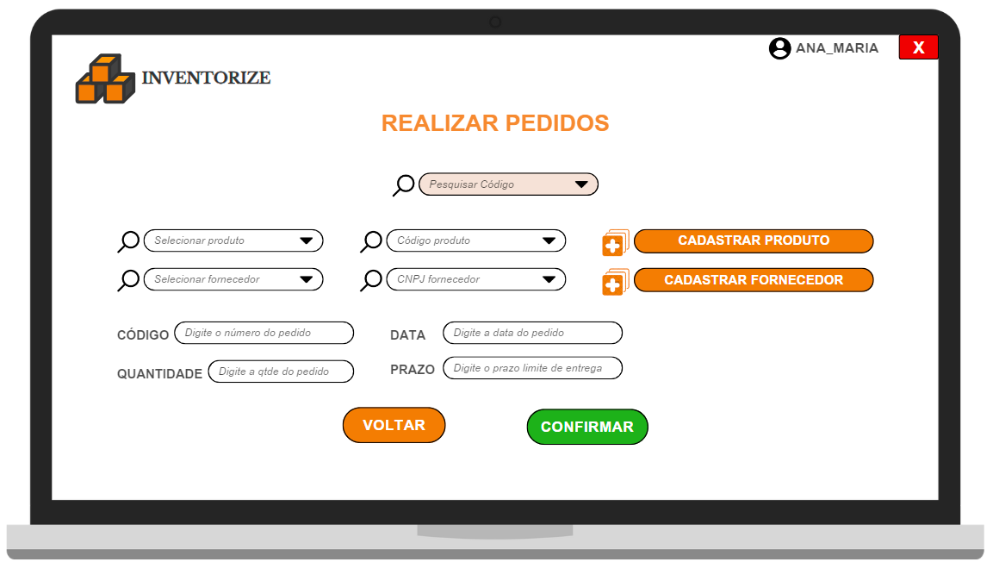 ANA_MARIA
X
INVENTORIZE
REALIZAR PEDIDOS
Pesquisar Código
Selecionar produto
Código produto
CADASTRAR PRODUTO
Selecionar fornecedor
CNPJ fornecedor
CADASTRAR FORNECEDOR
CÓDIGO
Digite o número do pedido
DATA
Digite a data do pedido
QUANTIDADE
Digite a qtde do pedido
PRAZO
Digite o prazo limite de entrega
VOLTAR
CONFIRMAR